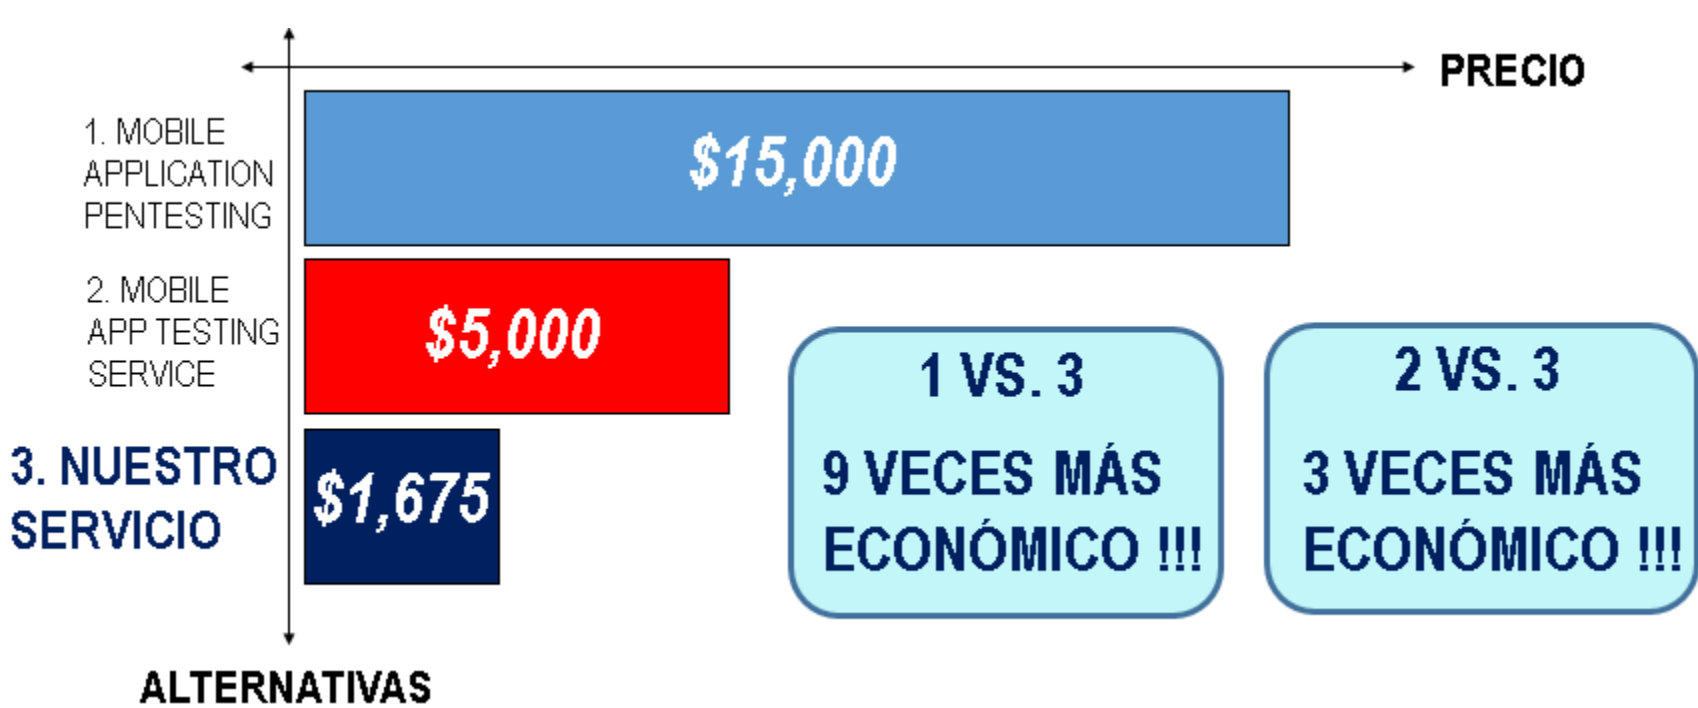 PRECIO
1. MOBILE
APPLICATION
PENTESTING
$15,000
2. MOBILE
APP TESTING
SERVICE
$5,000
3. NUESTRO
SERVICIO
$1,675
1 VS. 3
9 VECES MÁS
ECONÓMICO !!!
2 VS. 3
3 VECES MÁS
ECONÓMICO !!!
ALTERNATIVAS